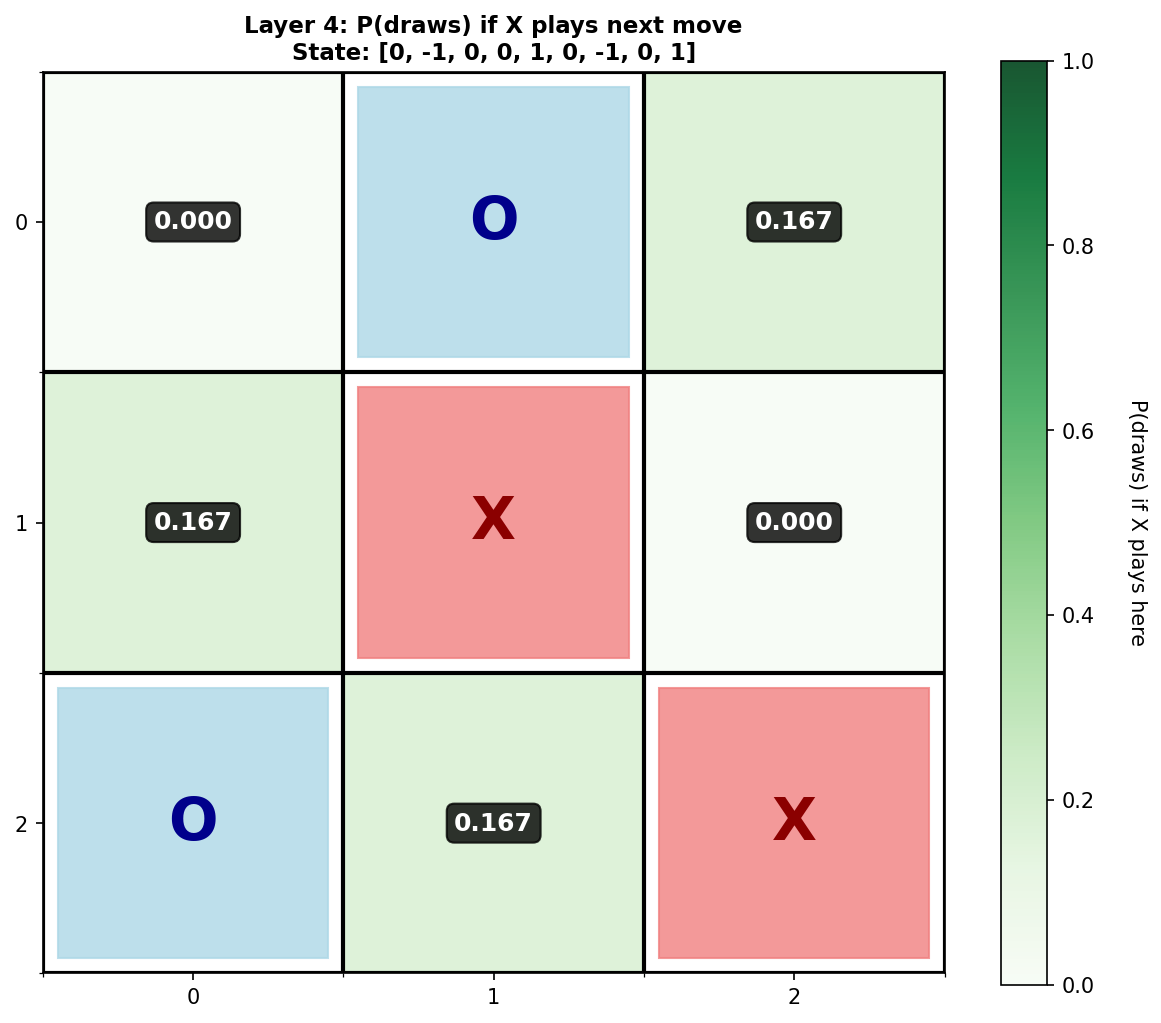 Layer 4: P(draws) if X plays next move
State: [0, -1, 0, 0, 1, 0, -1, 0, 1]
0.000
O
0.167
0.167
X
0.000
O
0.167
X
0
1
2
0
1
2
1.0
0.8
0.6
0.4
0.2
0.0
P(draws) if X plays here